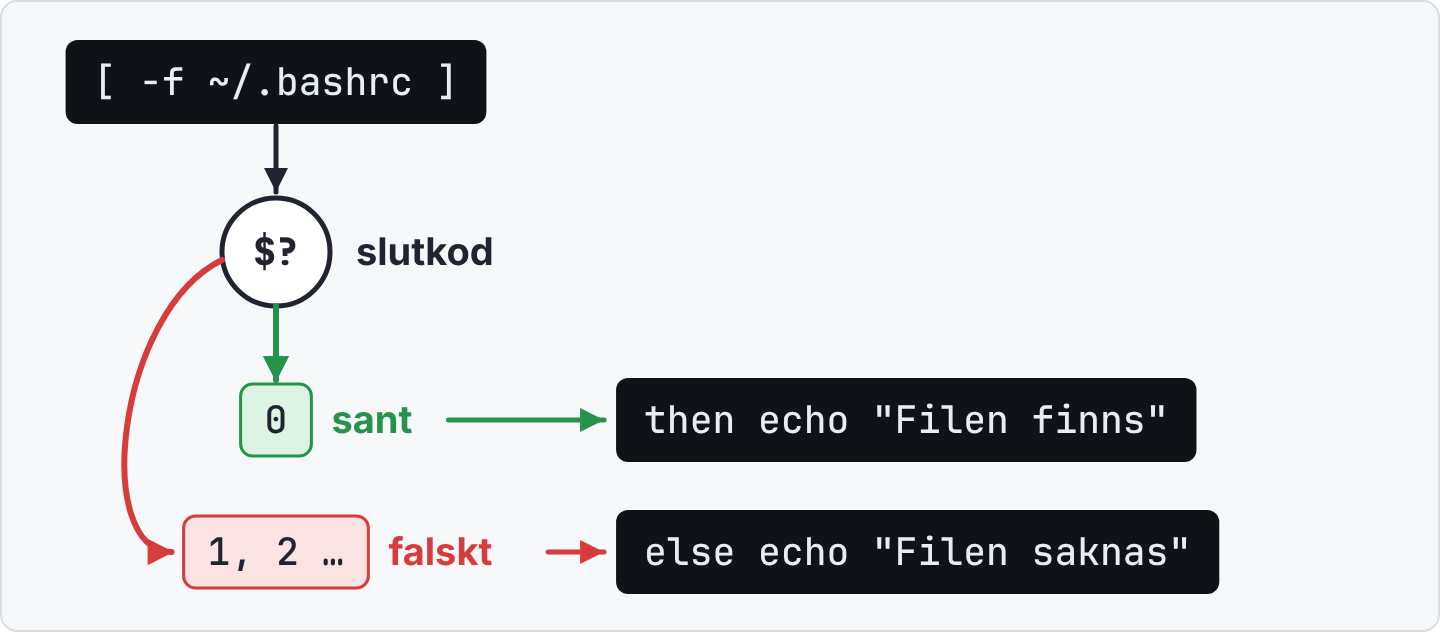 [ -f ~/.bashrc ]
$? slutkod
0 sant then echo "Filen finns"
1, 2 … falskt else echo "Filen saknas"